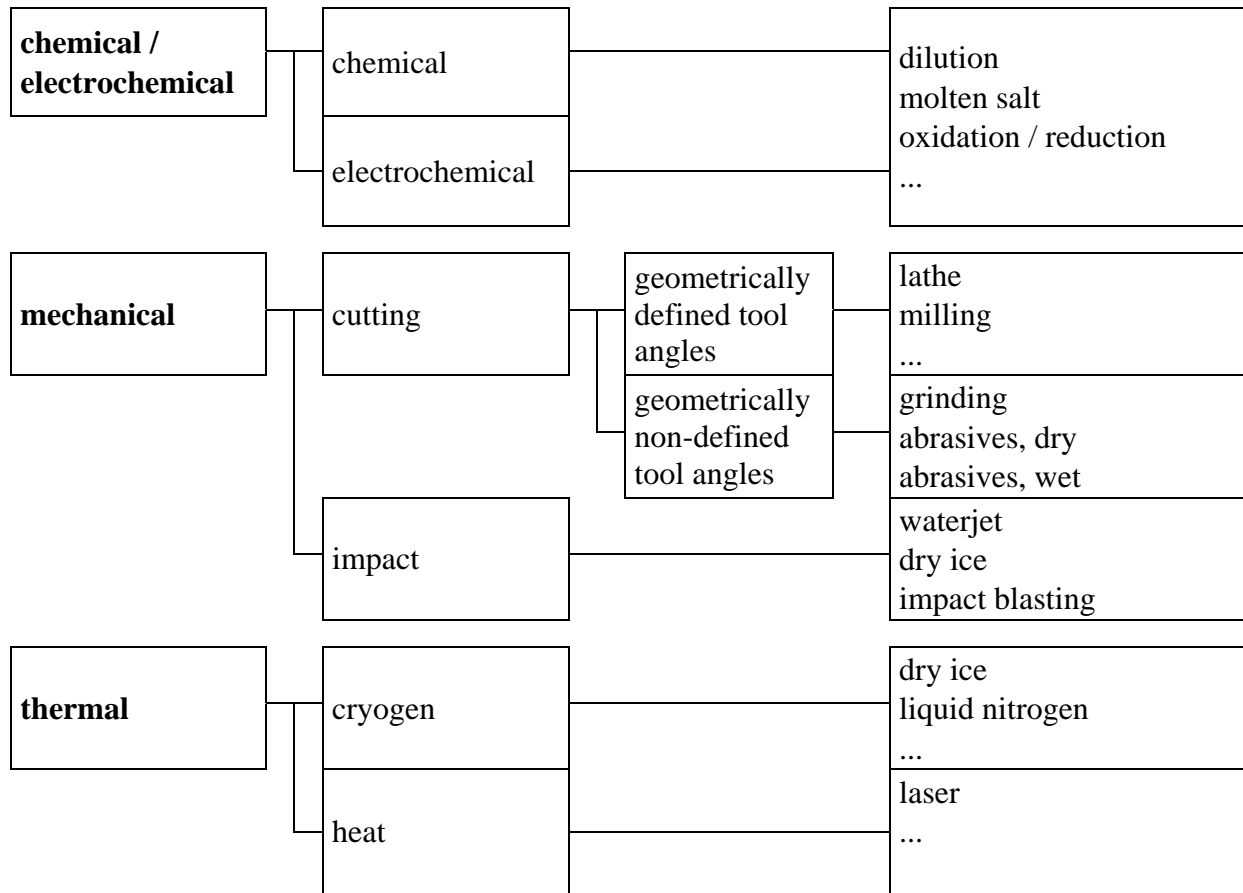 chemical /
electrochemical
chemical
electrochemical
dilution
molten salt
oxidation / reduction
...
mechanical
cutting
geometrically
defined tool
angles
geometrically
non-defined
tool angles
lathe
milling
...
grinding
abrasives, dry
abrasives, wet
impact
waterjet
dry ice
impact blasting
thermal
cryogen
dry ice
liquid nitrogen
...
heat
laser
...